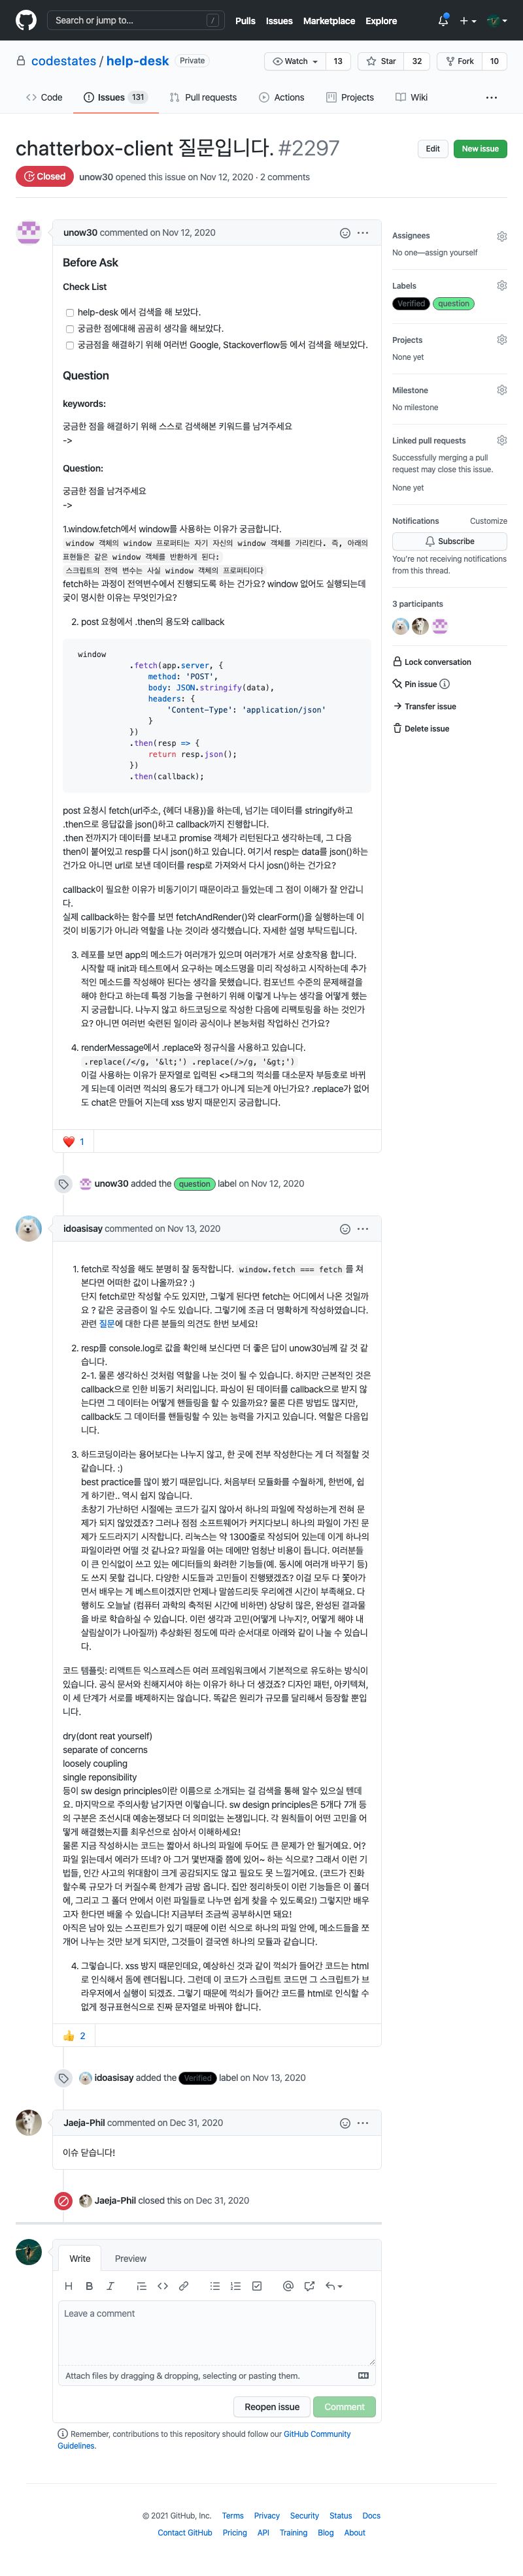 Search or jump to...
/
Pulls Issues Marketplace Explore
codestates / help-desk Private
Watch 13 Star 32 Fork 10
Code Issues 131 Pull requests Actions Projects Wiki
chatterbox-client 질문입니다. #2297
Edit New issue
Closed unow30 opened this issue on Nov 12, 2020 · 2 comments
unow30 commented on Nov 12, 2020
Before Ask
Check List
help-desk 에서 검색을 해 보았다.
궁금한 점에대해 곰곰히 생각을 해보았다.
궁금점을 해결하기 위해 여러번 Google, Stackoverflow등 에서 검색을 해보았다.
Question
keywords:
궁금한 점을 해결하기 위해 스스로 검색해본 키워드를 남겨주세요
->
Question:
궁금한 점을 남겨주세요
->
1.window.fetch에서 window를 사용하는 이유가 궁금합니다.
window 객체의 window 프로퍼티는 자기 자신의 window 객체를 가리킨다. 즉, 아래의
표현들은 같은 window 객체를 반환하게 된다:
스크립트의 전역 변수는 사실 window 객체의 프로퍼티이다
fetch하는 과정이 전역변수에서 진행되도록 하는 건가요? window 없어도 실행되는데
굳이 명시한 이유는 무엇인가요?
2. post 요청에서 .then의 용도와 callback
window
.fetch(app.server, {
method: 'POST',
body: JSON.stringify(data),
headers: {
'Content-Type': 'application/json'
}
})
.then(resp => {
return resp.json();
})
.then(callback);
post 요청시 fetch(url주소, {헤더 내용})을 하는데, 넘기는 데이터를 stringify하고
.then으로 응답값을 json()하고 callback까지 진행합니다.
.then 전까지가 데이터를 보내고 promise 객체가 리턴된다고 생각하는데, 그 다음
then이 붙어있고 resp를 다시 json()하고 있습니다. 여기서 resp는 data를 json()하는
건가요 아니면 url로 보낸 데이터를 resp로 가져와서 다시 josn()하는 건가요?
callback이 필요한 이유가 비동기이기 때문이라고 들었는데 그 점이 이해가 잘 안갑니
다.
실제 callback하는 함수를 보면 fetchAndRender()와 clearForm()을 실행하는데 이
것이 비동기가 아니라 역할을 나눈 것이라 생각했습니다. 자세한 설명 부탁드립니다.
3. 레포를 보면 app의 메소드가 여러개가 있으며 여러개가 서로 상호작용 합니다.
시작할 때 init과 테스트에서 요구하는 메소드명을 미리 작성하고 시작하는데 추가
적인 메소드를 작성해야 된다는 생각을 못했습니다. 컴포넌트 수준의 문제해결을
해야 한다고 하는데 특정 기능을 구현하기 위해 이렇게 나누는 생각을 어떻게 했는
지 궁금합니다. 나누지 않고 하드코딩으로 작성한 다음에 리팩토링을 하는 것인가
요? 아니면 여러번 숙련된 일이라 공식이나 본능처럼 작업하신 건가요?
4. renderMessage에서 .replace와 정규식을 사용하고 있습니다.
.replace(/</g, '&lt;') .replace(/>/g, '&gt;')
이걸 사용하는 이유가 문자열로 입력된 <>태그의 꺽쇠를 대소문자 부등호로 바뀌
게 되는데 이러면 꺽쇠의 용도가 태그가 아니게 되는게 아닌가요? .replace가 없어
도 chat은 만들어 지는데 xss 방지 때문인지 궁금합니다.
❤️ 1
unow30 added the question label on Nov 12, 2020
idoasisay commented on Nov 13, 2020
1. fetch로 작성을 해도 분명히 잘 동작합니다. window.fetch === fetch 를 쳐
본다면 어떠한 값이 나올까요? :)
단지 fetch로만 작성할 수도 있지만, 그렇게 된다면 fetch는 어디에서 나온 것일까
요 ? 같은 궁금증이 일 수도 있습니다. 그렇기에 조금 더 명확하게 작성하였습니다.
관련 질문에 대한 다른 분들의 의견도 한번 보세요!
2. resp를 console.log로 값을 확인해 보신다면 더 좋은 답이 unow30님께 갈 것 같
습니다.
2-1. 물론 생각하신 것처럼 역할을 나눈 것이 될 수 있습니다. 하지만 근본적인 것은
callback으로 인한 비동기 처리입니다. 파싱이 된 데이터를 callback으로 받지 않
는다면 그 데이터는 어떻게 핸들링을 할 수 있을까요? 물론 다른 방법도 많지만,
callback도 그 데이터를 핸들링할 수 있는 능력을 가지고 있습니다. 역할은 다음입
니다.
3. 하드코딩이라는 용어보다는 나누지 않고, 한 곳에 전부 작성한다는 게 더 적절할 것
같습니다. :)
best practice를 많이 봤기 때문입니다. 처음부터 모듈화를 수월하게, 한번에, 쉽
게 하기란.. 역시 쉽지 않습니다.
초창기 가난하던 시절에는 코드가 길지 않아서 하나의 파일에 작성하는게 전혀 문
제가 되지 않았겠죠? 그러나 점점 소프트웨어가 커지다보니 하나의 파일이 가진 문
제가 도드라지기 시작합니다. 리눅스는 약 1300줄로 작성되어 있는데 이게 하나의
파일이라면 어떨 것 같나요? 파일을 여는 데에만 엄청난 비용이 듭니다. 여러분들
이 큰 인식없이 쓰고 있는 에디터들의 화려한 기능들(예. 동시에 여러개 바꾸기 등)
도 쓰지 못할 겁니다. 다양한 시도들과 고민들이 진행됐겠죠? 이걸 모두 다 쫓아가
면서 배우는 게 베스트이겠지만 언제나 말씀드리듯 우리에겐 시간이 부족해요. 다
행히도 오늘날 (컴퓨터 과학의 축적된 시간에 비하면) 상당히 많은, 완성된 결과물
을 바로 학습하실 수 있습니다. 이런 생각과 고민(어떻게 나누지?, 어떻게 해야 내
살림살이가 나아질까) 추상화된 정도에 따라 순서대로 아래와 같이 나눌 수 있습니
다.
코드 템플릿: 리액트든 익스프레스든 여러 프레임워크에서 기본적으로 유도하는 방식이
있습니다. 공식 문서와 친해지셔야 하는 이유가 하나 더 생겼죠? 디자인 패턴, 아키텍쳐,
이 세 단계가 서로를 배제하지는 않습니다. 똑같은 원리가 규모를 달리해서 등장할 뿐입
니다.
dry(dont reat yourself)
separate of concerns
loosely coupling
single reponsibility
등이 sw design principles이란 이름으로 소개되는 걸 검색을 통해 알수 있으실 텐데
요. 마지막으로 주의사항 남기자면 이렇습니다. sw design principles은 5개다 7개 등
의 구분은 조선시대 예송논쟁보다 더 의미없는 논쟁입니다. 각 원칙들이 어떤 고민을 어
떻게 해결했는지를 최우선으로 삼아서 이해하세요!
물론 지금 작성하시는 코드는 짧아서 하나의 파일에 두어도 큰 문제가 안 될거예요. 어?
파일 읽는데서 에러가 뜨네? 아 그거 몇번재줄 쯤에 있어~ 하는 식으로? 그래서 이런 기
법들, 인간 사고의 위대함이 크게 공감되지도 않고 필요도 못 느낄거에요. (코드가 진화
할수록 규모가 더 커질수록 한계가 금방 옵니다. 집안 정리하듯이 이런 기능들은 이 폴더
에, 그리고 그 폴더 안에서 이런 파일들로 나누면 쉽게 찾을 수 있도록요!) 그렇지만 배우
고자 한다면 배울 수 있습니다! 지금부터 조금씩 공부하시면 돼요!
아직은 남아 있는 스프린트가 있기 때문에 이런 식으로 하나의 파일 안에, 메소드들을 쪼
개어 나누는 것만 보게 되지만, 그것들이 결국엔 하나의 모듈과 같습니다.
4. 그렇습니다. xss 방지 때문인데요, 예상하신 것과 같이 꺽쇠가 들어간 코드는 html
로 인식해서 돔에 렌더됩니다. 그런데 이 코드가 스크립트 코드면 그 스크립트가 브
라우저에서 실행이 되겠죠. 그렇기 때문에 꺽쇠가 들어간 코드를 html로 인식할 수
없게 정규표현식으로 진짜 문자열로 바꿔야 합니다.
👍 2
idoasisay added the Verified label on Nov 13, 2020
Jaeja-Phil commented on Dec 31, 2020
이슈 닫습니다!
Jaeja-Phil closed this on Dec 31, 2020
Write Preview
Leave a comment
Attach files by dragging & dropping, selecting or pasting them.
Reopen issue Comment
Remember, contributions to this repository should follow our GitHub Community
Guidelines.
Assignees
No one—assign yourself
Labels
Verified question
Projects
None yet
Milestone
No milestone
Linked pull requests
Successfully merging a pull
request may close this issue.
None yet
Notifications Customize
Subscribe
You're not receiving notifications
from this thread.
3 participants
Lock conversation
Pin issue
Transfer issue
Delete issue
© 2021 GitHub, Inc. Terms Privacy Security Status Docs
Contact GitHub Pricing API Training Blog About